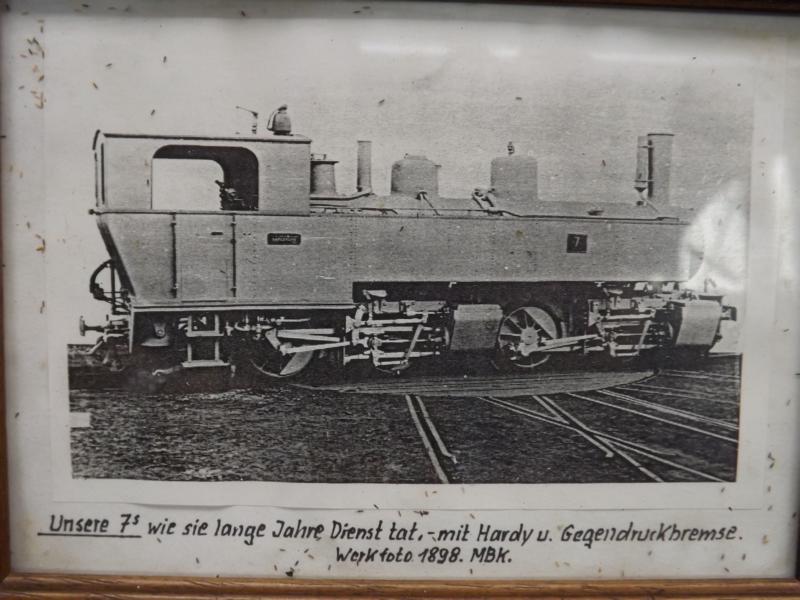 7
Unsere 7s wie sie lange Jahre Dienst tat, - mit Hardy u. Gegendruckbremse.
Werkfoto 1898. MBK.